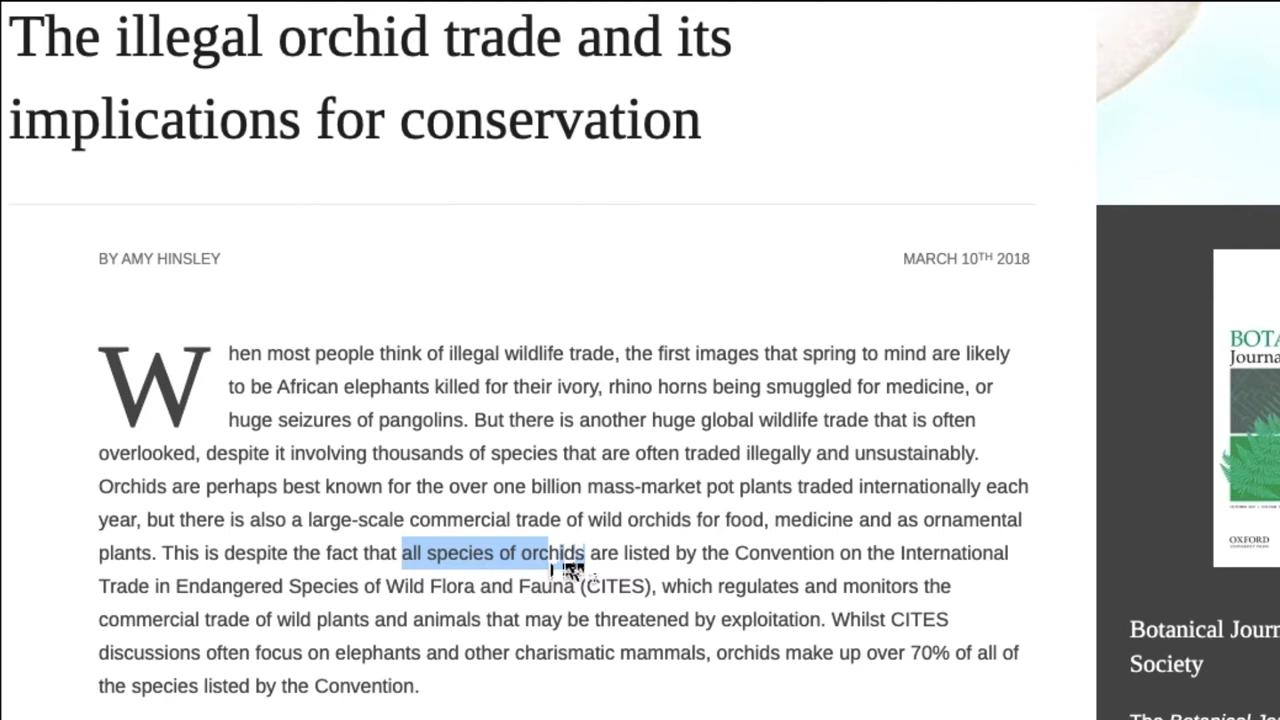 The illegal orchid trade and its
implications for conservation
BY AMY HINSLEY
MARCH 10TH 2018
When most people think of illegal wildlife trade, the first images that spring to mind are likely
to be African elephants killed for their ivory, rhino horns being smuggled for medicine, or
huge seizures of pangolins. But there is another huge global wildlife trade that is often
overlooked, despite it involving thousands of species that are often traded illegally and unsustainably.
Orchids are perhaps best known for the over one billion mass-market pot plants traded internationally each
year, but there is also a large-scale commercial trade of wild orchids for food, medicine and as ornamental
plants. This is despite the fact that all species of orchids are listed by the Convention on the International
Trade in Endangered Species of Wild Flora and Fauna (CITES), which regulates and monitors the
commercial trade of wild plants and animals that may be threatened by exploitation. Whilst CITES
discussions often focus on elephants and other charismatic mammals, orchids make up over 70% of all of
the species listed by the Convention.
BOTA
Journa
OXFORD
Botanical Jour
Society
The Botanical Jo